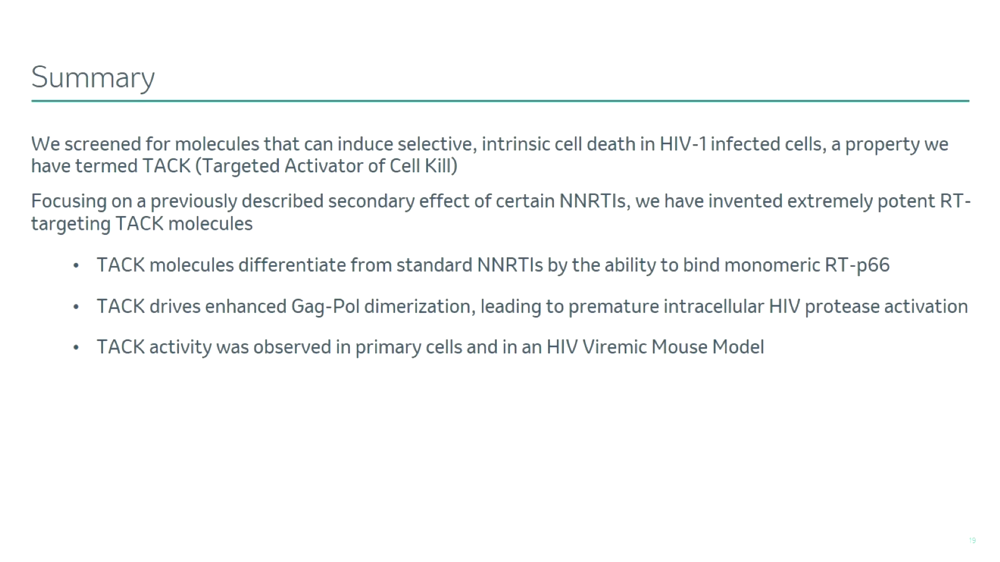 Summary
We screened for molecules that can induce selective, intrinsic cell death in HIV-1 infected cells, a property we
have termed TACK (Targeted Activator of Cell Kill)
Focusing on a previously described secondary effect of certain NNRTIs, we have invented extremely potent RT-
targeting TACK molecules
• TACK molecules differentiate from standard NNRTIs by the ability to bind monomeric RT-p66
• TACK drives enhanced Gag-Pol dimerization, leading to premature intracellular HIV protease activation
• TACK activity was observed in primary cells and in an HIV Viremic Mouse Model
19